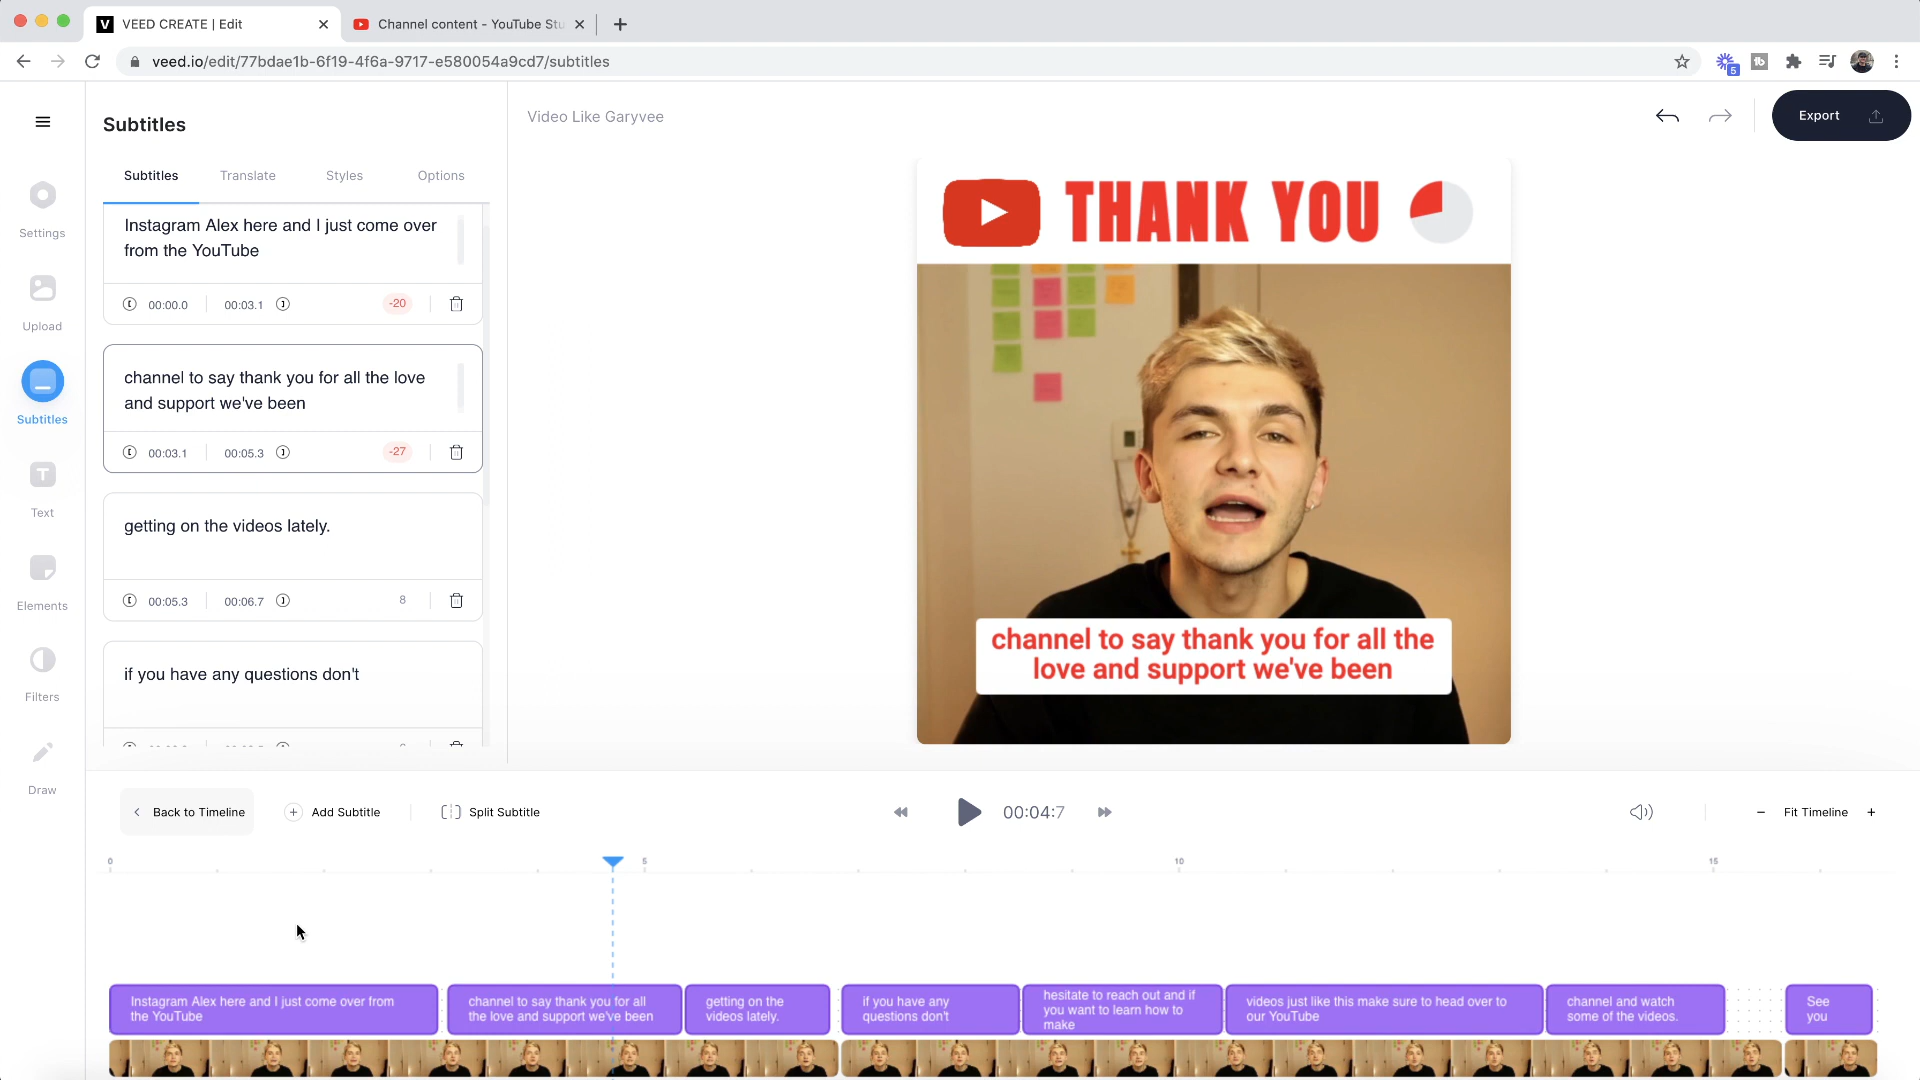 VEED CREATE | Edit
Channel content - YouTube Stu
veed.io/edit/77bdae1b-6f19-4f6a-9717-e580054a9cd7/subtitles
5
Settings
Upload
Subtitles
Text
Elements
Filters
Draw
Subtitles
Subtitles
Translate
Styles
Options
Instagram Alex here and I just come over
from the YouTube
00:00.0
00:03.1
-20
channel to say thank you for all the love
and support we've been
00:03.1
00:05.3
-27
getting on the videos lately.
00:05.3
00:06.7
8
if you have any questions don't
Video Like Garyvee
Export
THANK YOU
channel to say thank you for all the
love and support we've been
Back to Timeline
Add Subtitle
Split Subtitle
00:04:7
Fit Timeline
0
5
10
15
Instagram Alex here and I just come over from
the YouTube
channel to say thank you for all
the love and support we've been
getting on the
videos lately.
if you have any
questions don't
hesitate to reach out and if
you want to learn how to
make
videos just like this make sure to head over to
our YouTube
channel and watch
some of the videos.
See
you